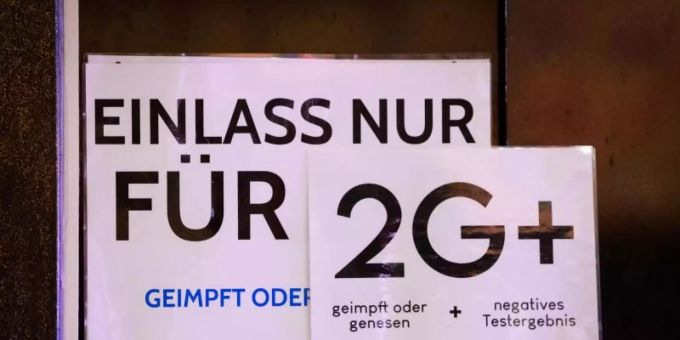 EINLASS NUR
FÜR
GEIMPFT ODER
2G+
geimpft oder
genesen
+
negatives
Testergebnis